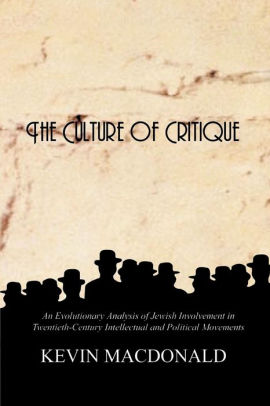 THE CULTURE OF CRITIQUE
An Evolutionary Analysis of Jewish Involvement in
Twentieth-Century Intellectual and Political Movements
KEVIN MACDONALD